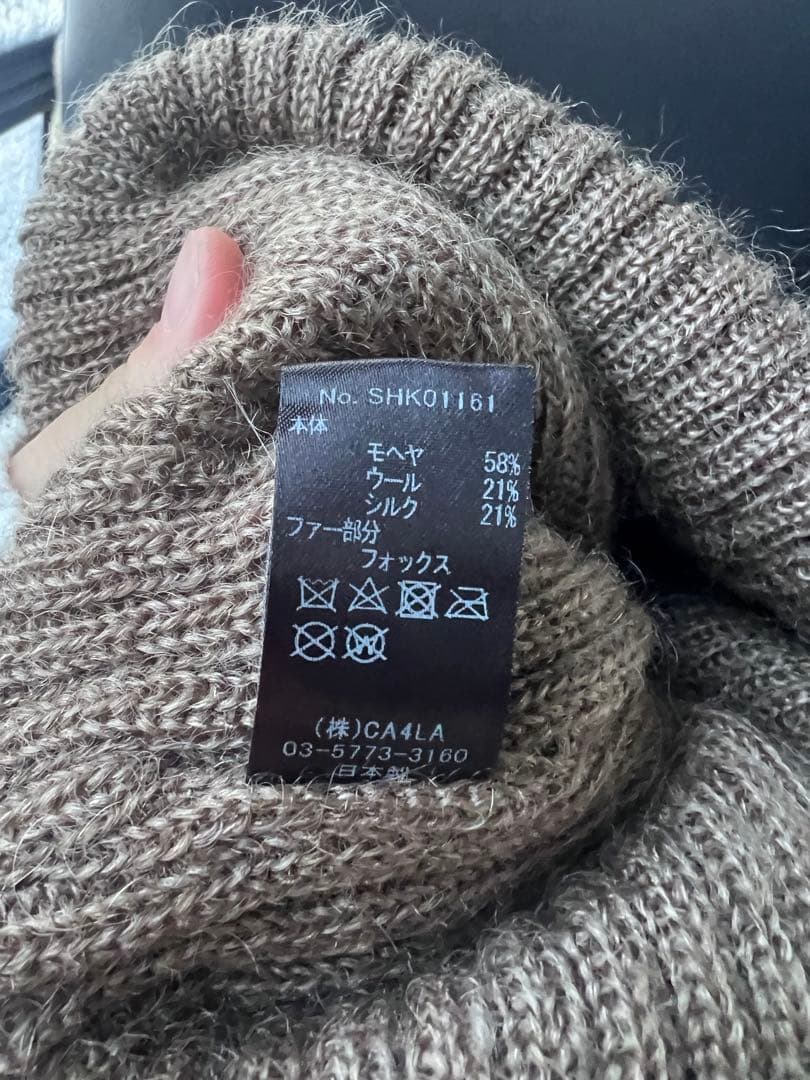 No. SHK01161
本体
モヘヤ 58%
ウール 21%
シルク 21%
ファー部分
フォックス
(株)CA4LA
03-5773-3160
日本製